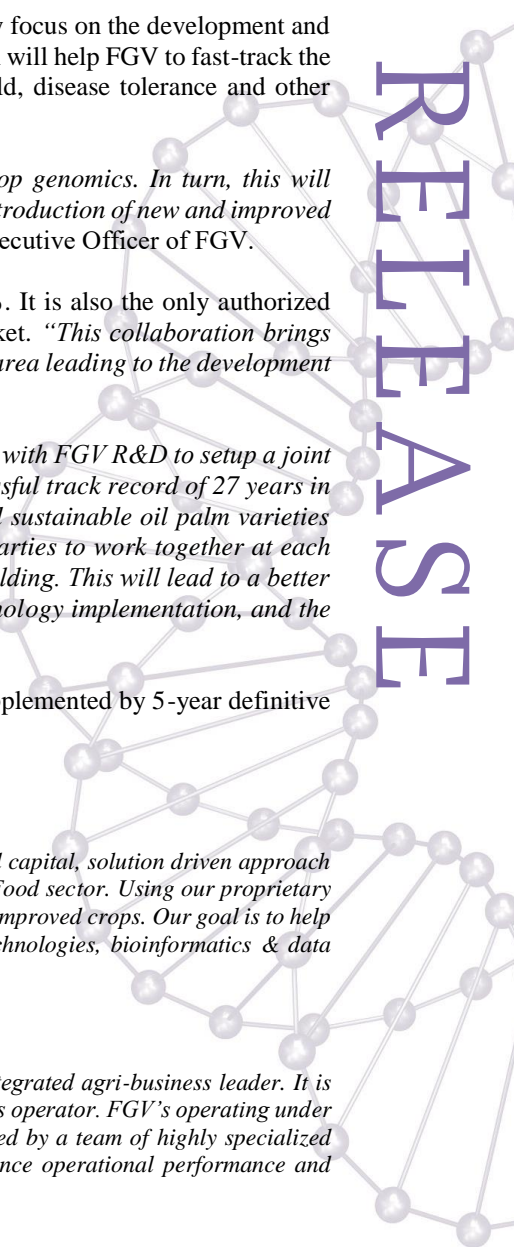 focus on the development and
will help FGV to fast-track the
ld, disease tolerance and other
op genomics. In turn, this will
troduction of new and improved
xecutive Officer of FGV.
. It is also the only authorized
ket. “This collaboration brings
area leading to the development
with FGV R&D to setup a joint
sful track record of 27 years in
sustainable oil palm varieties
arties to work together at each
lding. This will lead to a better
nology implementation, and the
plemented by 5-year definitive
capital, solution driven approach
Food sector. Using our proprietary
improved crops. Our goal is to help
chnologies, bioinformatics & data
tegrated agri-business leader. It is
s operator. FGV’s operating under
ed by a team of highly specialized
nce operational performance and
RELEASE